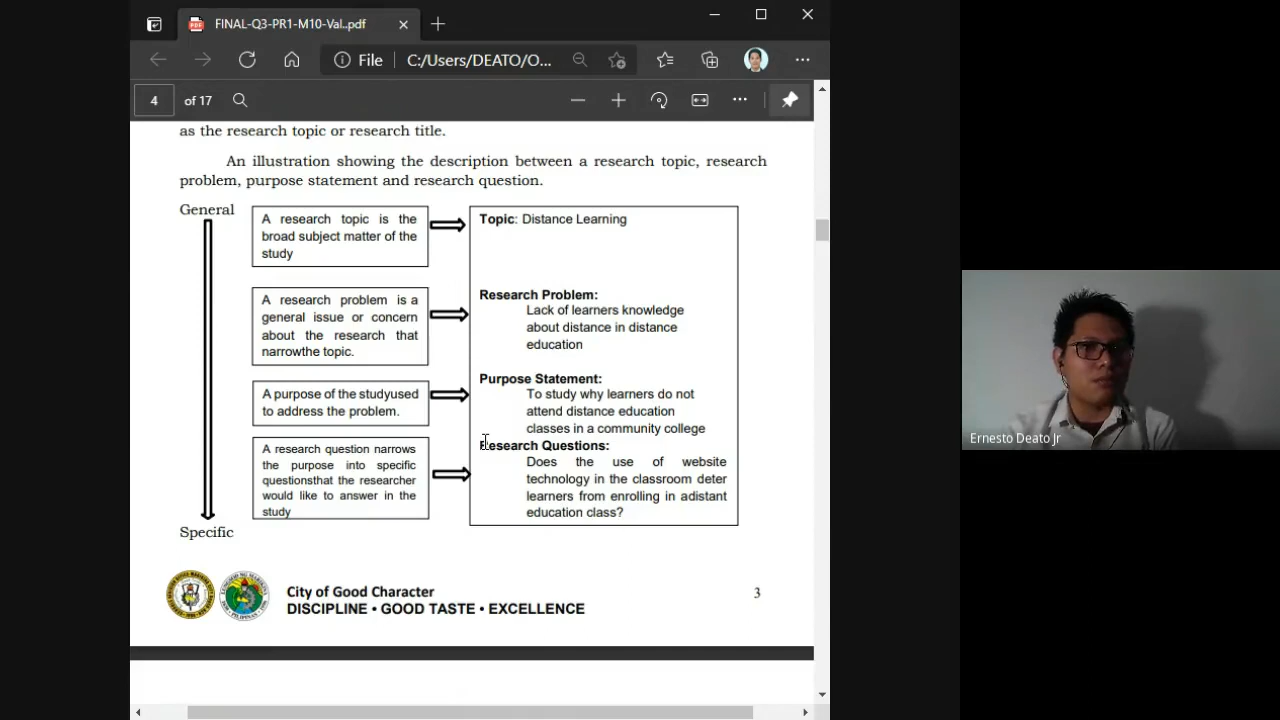 FINAL-Q3-PR1-M10-Val..pdf
File
C:/Users/DEATO/O...
4
of 17
as the research topic or research title.
An illustration showing the description between a research topic, research
problem, purpose statement and research question.
General
A research topic is the
broad subject matter of the
study
Topic: Distance Learning
A research problem is a
general issue or concern
about the research that
narrowthe topic.
Research Problem:
Lack of learners knowledge
about distance in distance
education
A purpose of the studyused
to address the problem.
Purpose Statement:
To study why learners do not
attend distance education
classes in a community college
A research question narrows
the purpose into specific
questionsthat the researcher
would like to answer in the
study
Research Questions:
Does the use of website
technology in the classroom deter
learners from enrolling in adistant
education class?
Specific
City of Good Character
DISCIPLINE • GOOD TASTE • EXCELLENCE
3
Ernesto Deato Jr